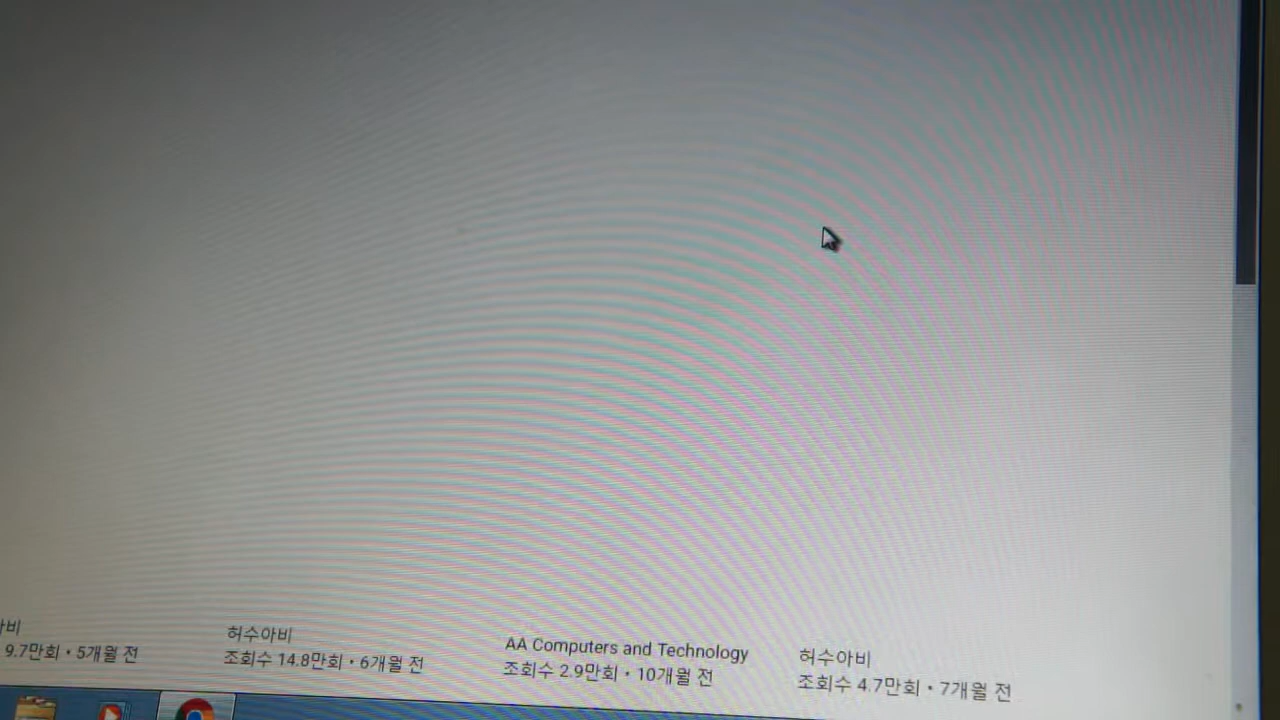 아비
9.7만회 • 5개월 전
허수아비
조회수 14.8만회 • 6개월 전
AA Computers and Technology
조회수 2.9만회 • 10개월 전
허수아비
조회수 4.7만회 • 7개월 전